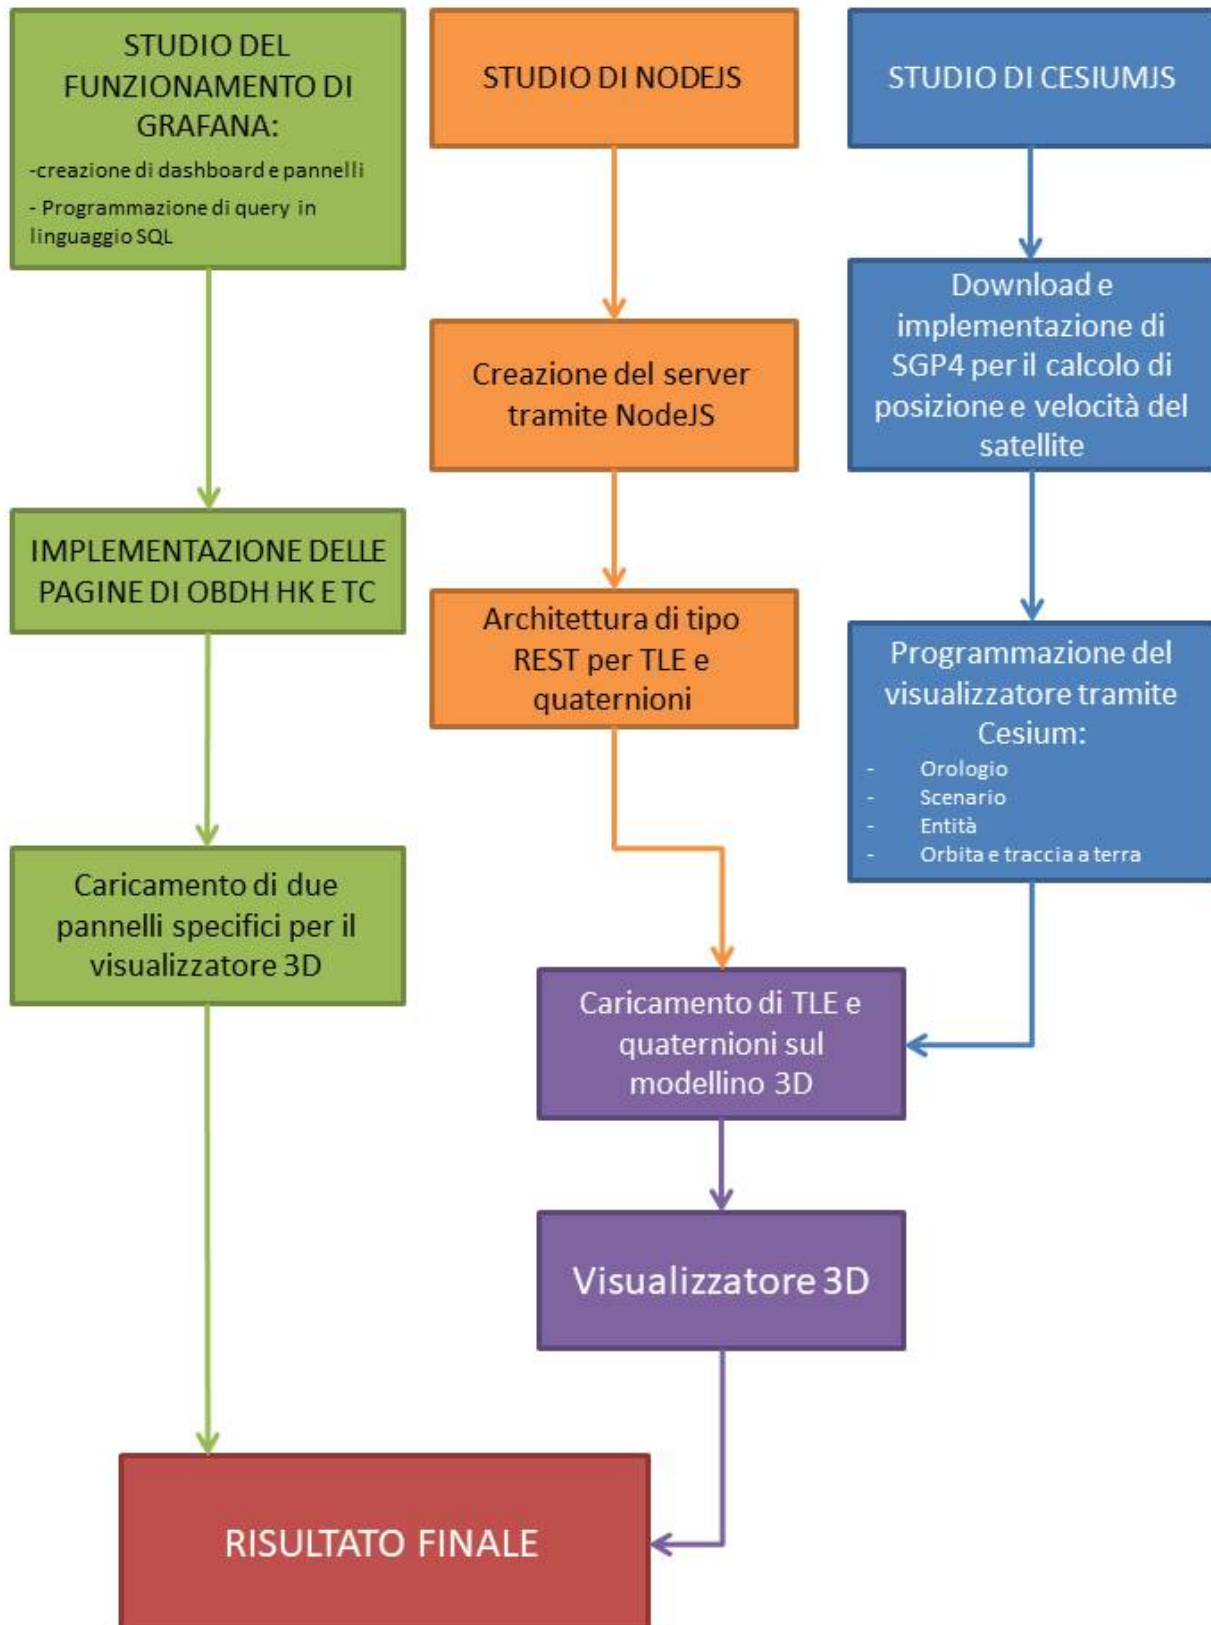 STUDIO DEL
FUNZIONAMENTO DI
GRAFANA:
-creazione di dashboard e pannelli
- Programmazione di query in
linguaggio SQL
IMPLEMENTAZIONE DELLE
PAGINE DI OBDH HK E TC
Caricamento di due
pannelli specifici per il
visualizzatore 3D
STUDIO DI NODEJS
Creazione del server
tramite NodeJS
Architettura di tipo
REST per TLE e
quaternioni
STUDIO DI CESIUMJS
Download e
implementazione di
SGP4 per il calcolo di
posizione e velocità del
satellite
Programmazione del
visualizzatore tramite
Cesium:
- Orologio
- Scenario
- Entità
- Orbita e traccia a terra
Caricamento di TLE e
quaternioni sul
modellino 3D
Visualizzatore 3D
RISULTATO FINALE